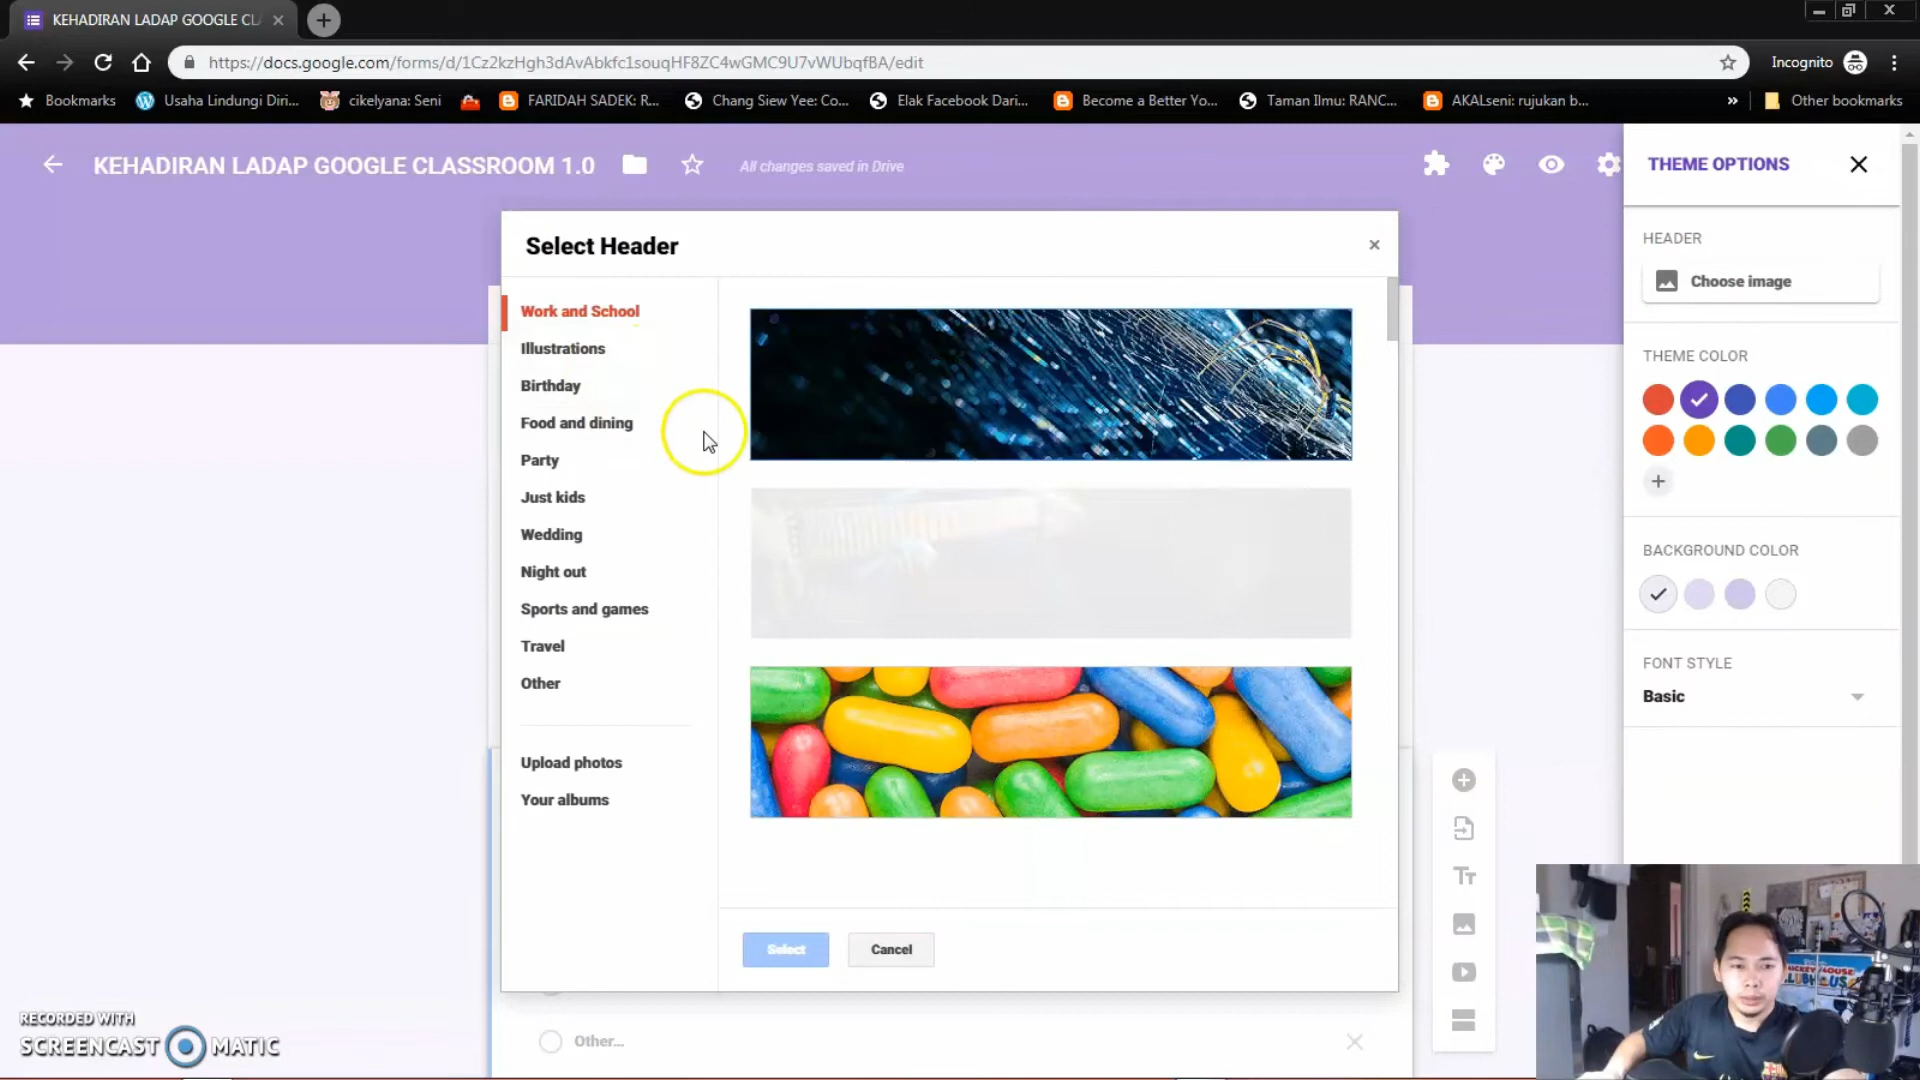 KEHADIRAN LADAP GOOGLE CL
https://docs.google.com/forms/d/1Cz2kzHgh3dAvAbkfc1souqHF8ZC4wGMC9U7vWUbqfBA/edit
Incognito
Bookmarks
Usaha Lindungi Diri...
cikelyana: Seni
FARIDAH SADEK: R...
Chang Siew Yee: Co...
Elak Facebook Dari...
Become a Better Yo...
Taman Ilmu: RANC...
AKALseni: rujukan b...
»
Other bookmarks
KEHADIRAN LADAP GOOGLE CLASSROOM 1.0
All changes saved in Drive
THEME OPTIONS
Select Header
Work and School
Illustrations
Birthday
Food and dining
Party
Just kids
Wedding
Night out
Sports and games
Travel
Other
Upload photos
Your albums
Select
Cancel
HEADER
Choose image
THEME COLOR
BACKGROUND COLOR
FONT STYLE
Basic
Tт
Other...
RECORDED WITH
SCREENCAST MATIC
MICKEY MOUSE